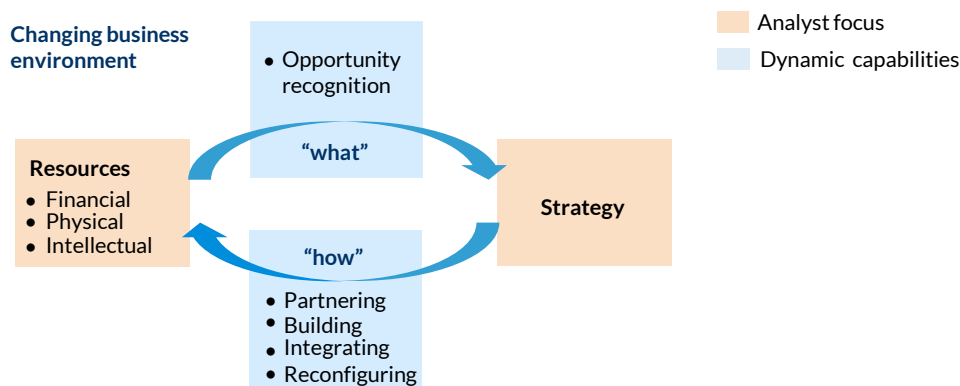 Changing business
environment
• Opportunity
recognition
“what”
Analyst focus
Dynamic capabilities
Resources
• Financial
• Physical
• Intellectual
Strategy
“how”
• Partnering
• Building
• Integrating
• Reconfiguring